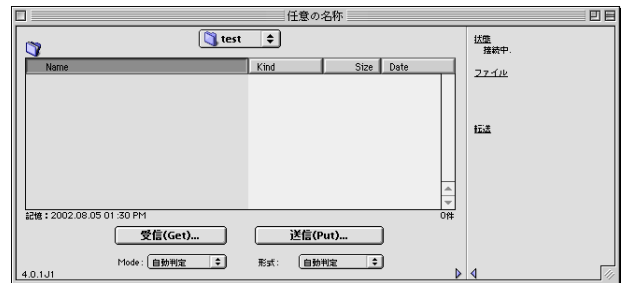 任意の名称
test
Name Kind Size Date
記憶：2002.08.05 01:30 PM
0件
受信(Get)...
送信(Put)...
Mode: 自動判定
形式: 自動判定
4.0.1J1
状態
接続中.
ファイル
転送